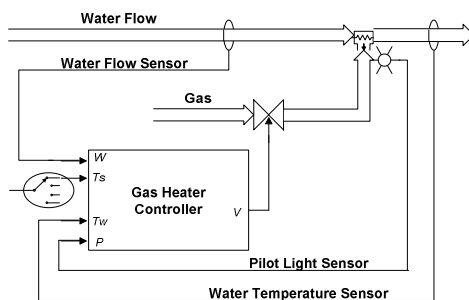 Water Flow
Water Flow Sensor
Gas
W
Ts
Gas Heater
Controller
V
Tw
P
Pilot Light Sensor
Water Temperature Sensor